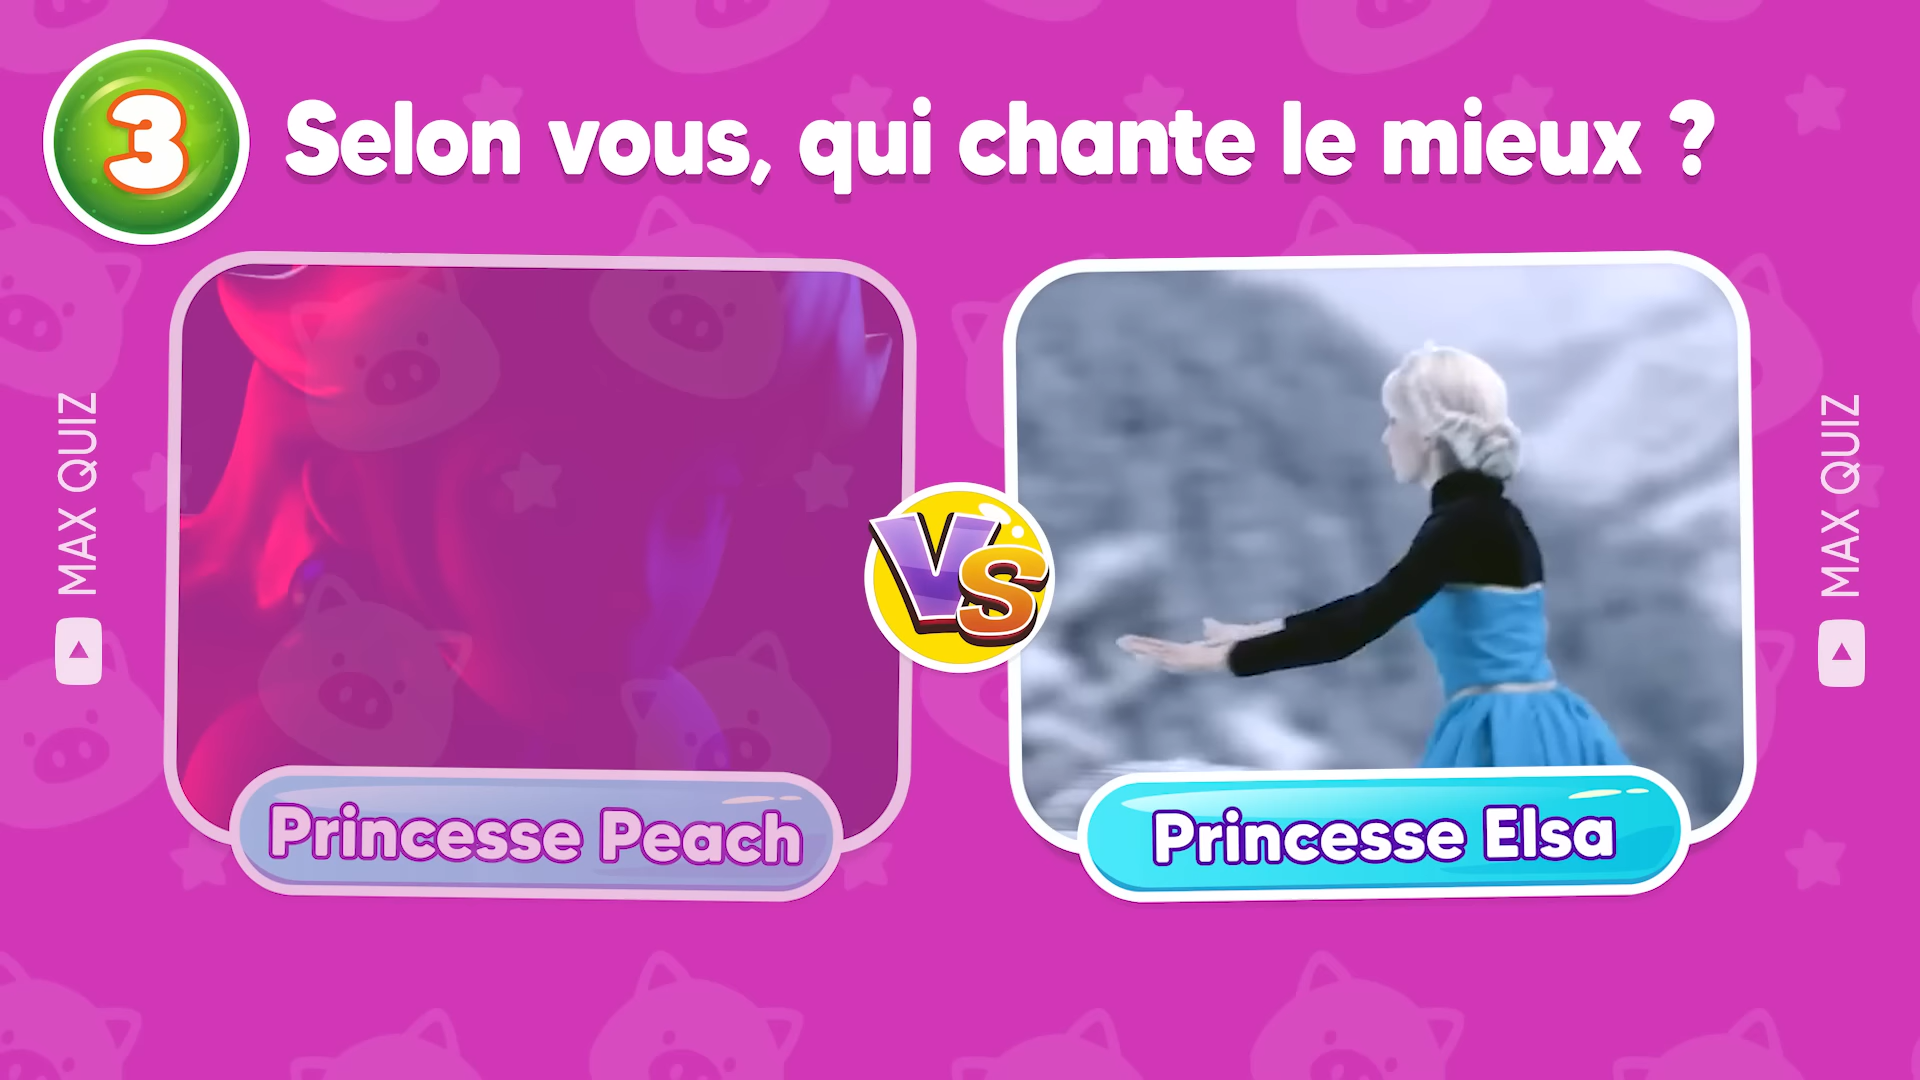 3
Selon vous, qui chante le mieux ?
MAX QUIZ
VS
MAX QUIZ
Princesse Peach
Princesse Elsa